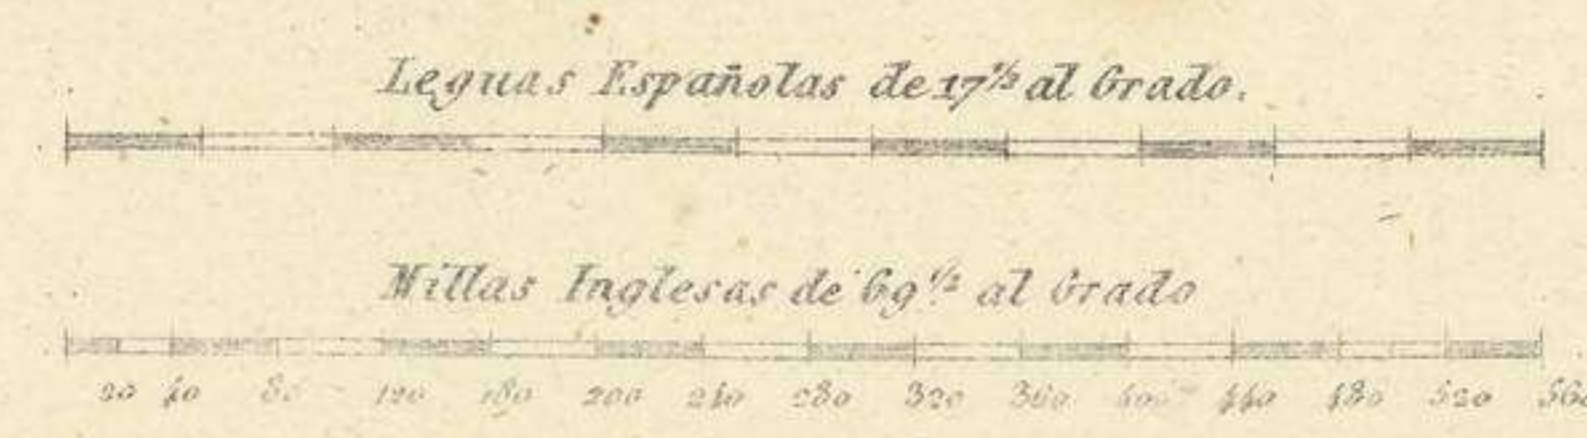 Leguas Españolas de 17½ al Grado.
Millas Inglesas de 69½ al Grado
20 40 80 120 180 200 240 280 320 360 400 440 480 520 560